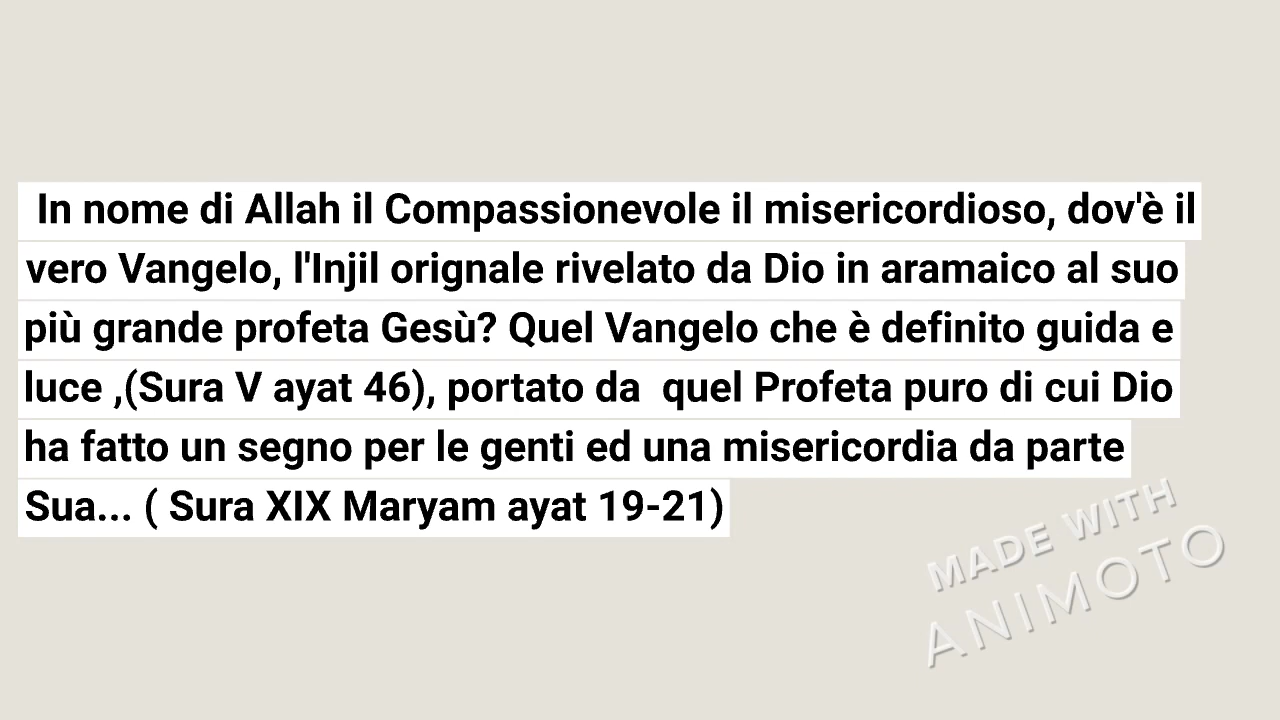 In nome di Allah il Compassionevole il misericordioso, dov'è il
vero Vangelo, l'Injil orignale rivelato da Dio in aramaico al suo
più grande profeta Gesù? Quel Vangelo che è definito guida e
luce ,(Sura V ayat 46), portato da  quel Profeta puro di cui Dio
ha fatto un segno per le genti ed una misericordia da parte
Sua... ( Sura XIX Maryam ayat 19-21)
MADE WITH
ANIMOTO